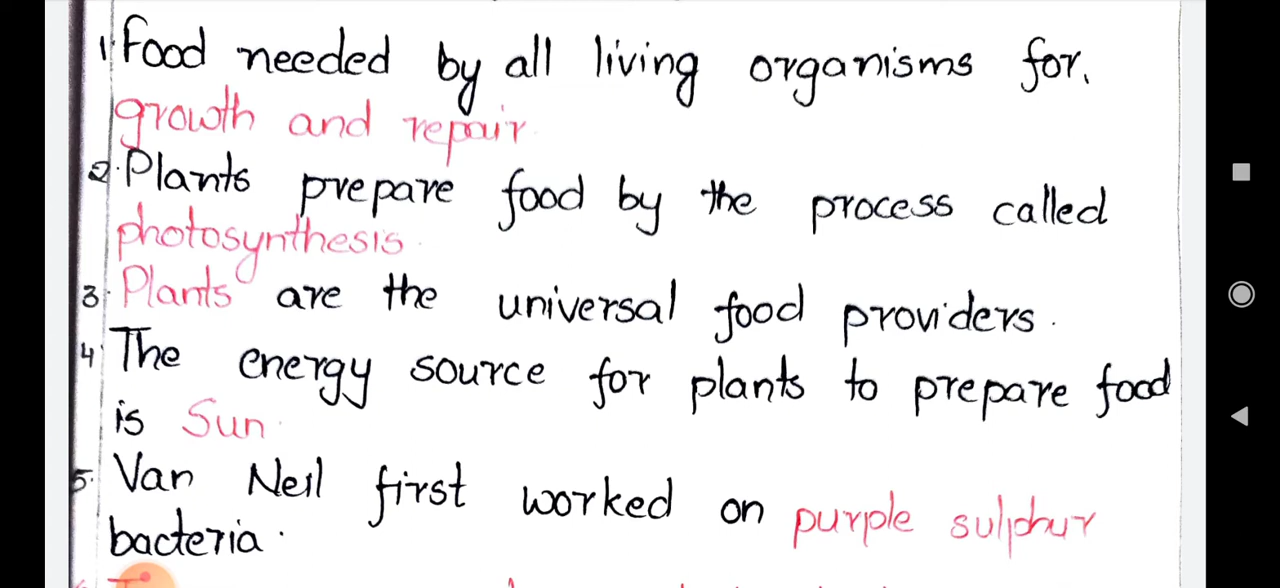 1. Food needed by all living organisms for.
growth and repair
2. Plants prepare food by the process called
photosynthesis.
3. Plants are the universal food providers.
4. The energy source for plants to prepare food
is Sun.
5. Van Neil first worked on purple sulphur
bacteria.